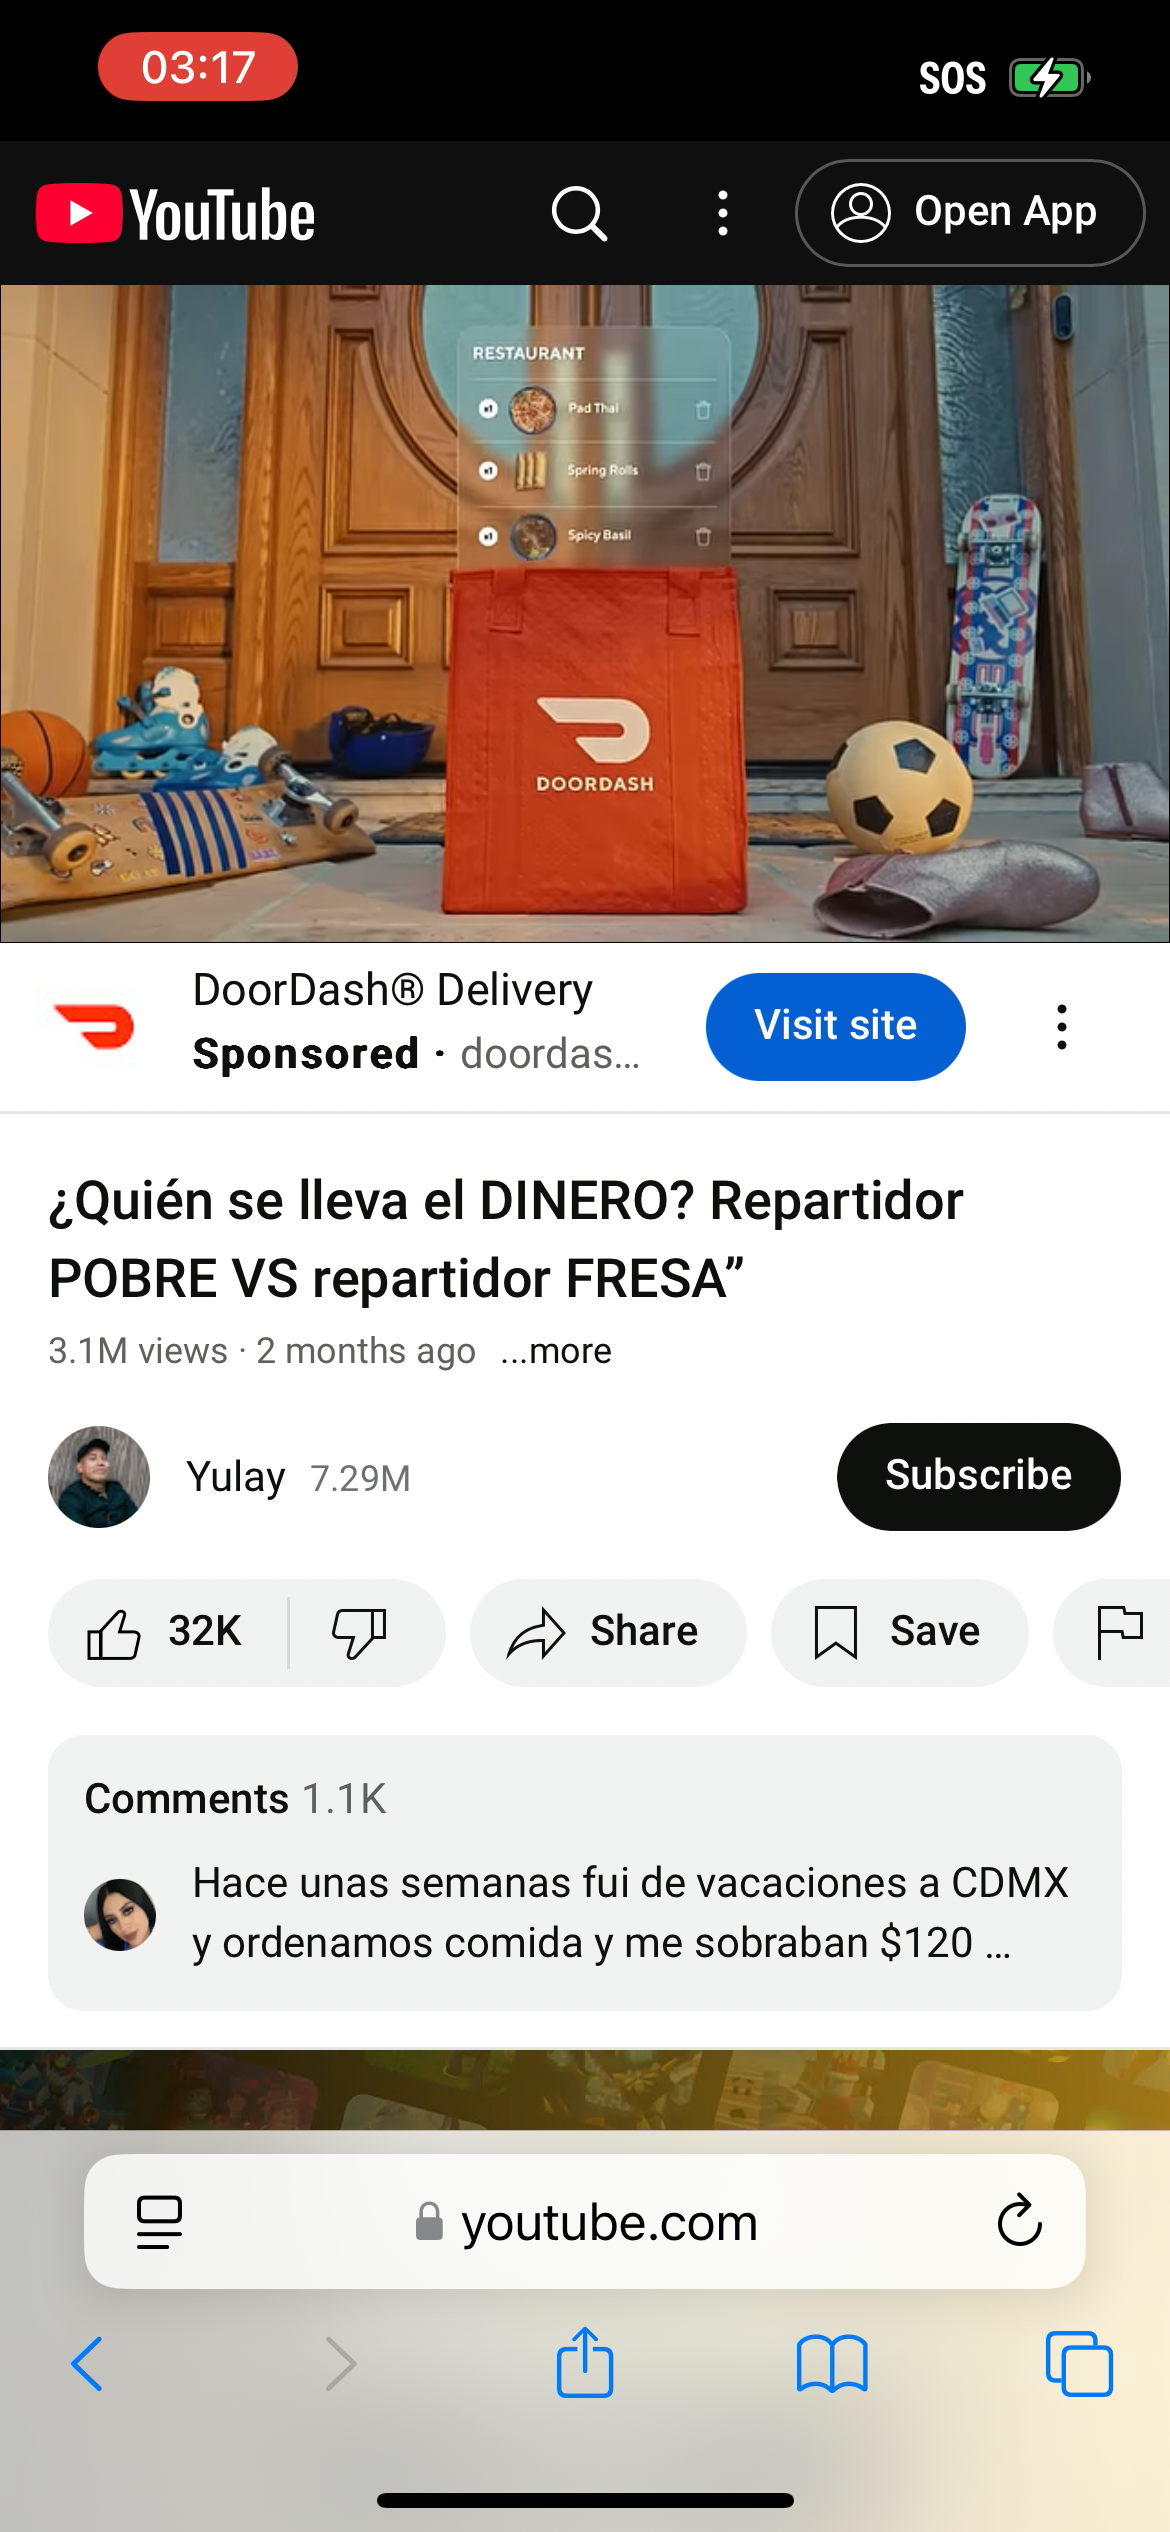 03:17
SOS
YouTube
Open App
RESTAURANT
x1 Pad Thai
x1 Spring Rolls
x1 Spicy Basil
DOORDASH
DoorDash® Delivery
Sponsored · doordas...
Visit site
¿Quién se lleva el DINERO? Repartidor
POBRE VS repartidor FRESA”
3.1M views · 2 months ago ...more
Yulay 7.29M
Subscribe
32K
Share
Save
Comments 1.1K
Hace unas semanas fui de vacaciones a CDMX
y ordenamos comida y me sobraban $120 ...
youtube.com